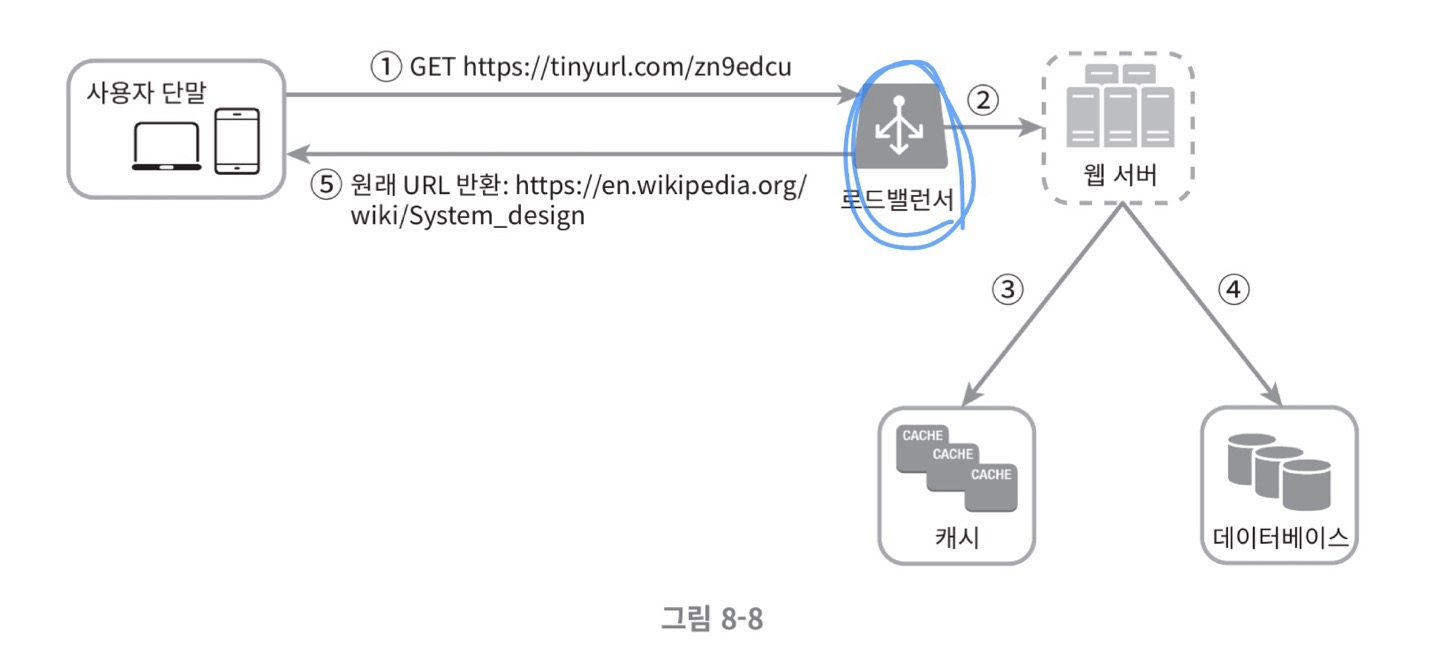 ① GET https://tinyurl.com/zn9edcu
사용자 단말
②
웹 서버
⑤ 원래 URL 반환: https://en.wikipedia.org/
wiki/System_design
로드밸런서
③
④
CACHE
CACHE
CACHE
캐시
데이터베이스
그림 8-8